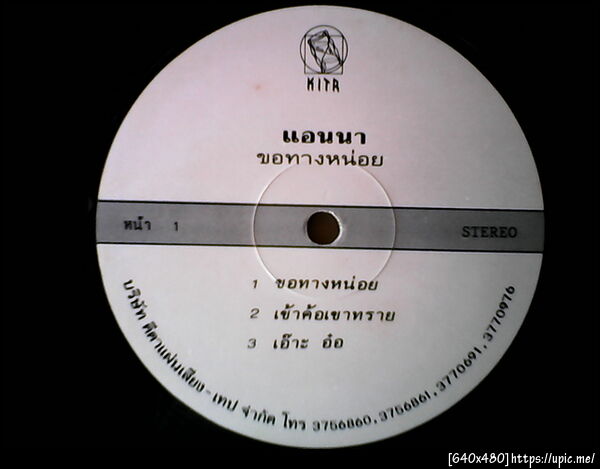 KITA
แอนนา
ขอทางหน่อย
หน้า 1
STEREO
1 ขอทางหน่อย
2 เข้าค้อเขาทราย
3 เอ๊าะ อ๋อ
บริษัท คีตาแผ่นเสียง-เทป จำกัด โทร 3756860, 3756861, 3770691, 3770976
[640x480]https://upic.me/